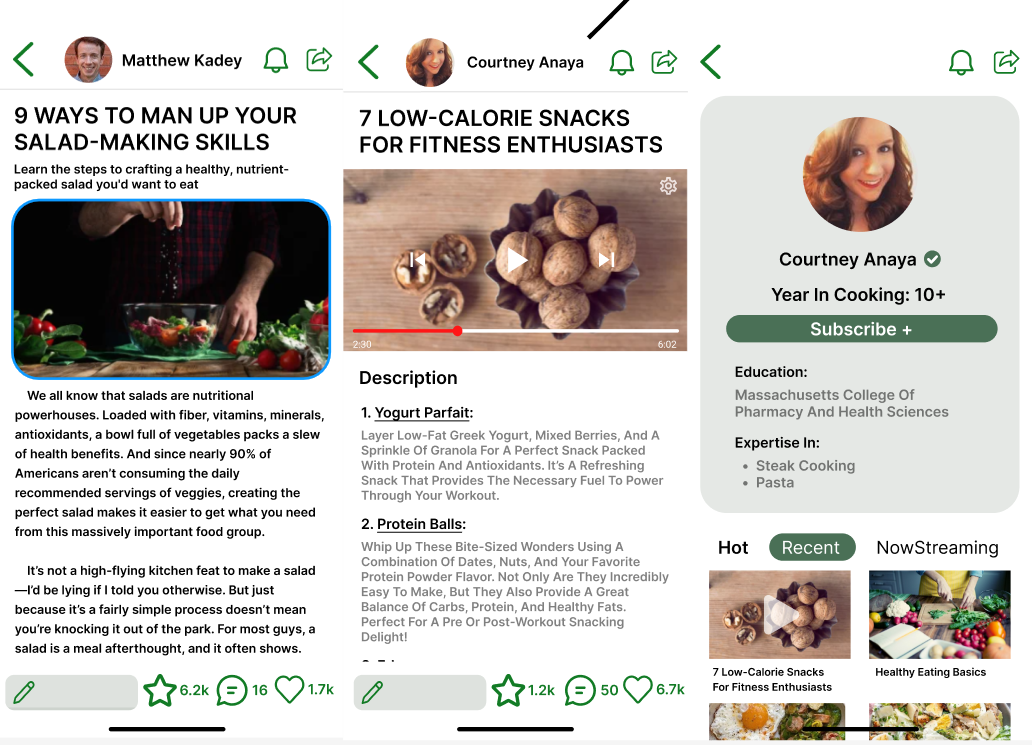 Matthew Kadey
9 WAYS TO MAN UP YOUR
SALAD-MAKING SKILLS
Learn the steps to crafting a healthy, nutrient-
packed salad you'd want to eat
We all know that salads are nutritional
powerhouses. Loaded with fiber, vitamins, minerals,
antioxidants, a bowl full of vegetables packs a slew
of health benefits. And since nearly 90% of
Americans aren't consuming the daily
recommended servings of veggies, creating the
perfect salad makes it easier to get what you need
from this massively important food group.
It's not a high-flying kitchen feat to make a salad
—I'd be lying if I told you otherwise. But just
because it's a fairly simple process doesn't mean
you're knocking it out of the park. For most guys, a
salad is a meal afterthought, and it often shows.
6.2k
16
1.7k
Courtney Anaya
7 LOW-CALORIE SNACKS
FOR FITNESS ENTHUSIASTS
2:30
6:02
Description
1. Yogurt Parfait:
Layer Low-Fat Greek Yogurt, Mixed Berries, And A
Sprinkle Of Granola For A Perfect Snack Packed
With Protein And Antioxidants. It's A Refreshing
Snack That Provides The Necessary Fuel To Power
Through Your Workout.
2. Protein Balls:
Whip Up These Bite-Sized Wonders Using A
Combination Of Dates, Nuts, And Your Favorite
Protein Powder Flavor. Not Only Are They Incredibly
Easy To Make, But They Also Provide A Great
Balance Of Carbs, Protein, And Healthy Fats.
Perfect For A Pre Or Post-Workout Snacking
Delight!
1.2k
50
6.7k
Courtney Anaya
Year In Cooking: 10+
Subscribe +
Education:
Massachusetts College Of
Pharmacy And Health Sciences
Expertise In:
• Steak Cooking
• Pasta
Hot
Recent
NowStreaming
7 Low-Calorie Snacks
For Fitness Enthusiasts
Healthy Eating Basics